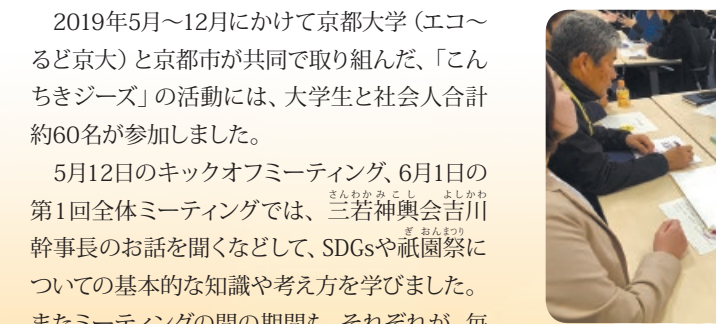 2019年5月〜12月にかけて京都大学(エコ〜
るど京大)と京都市が共同で取り組んだ、「こん
ちきジーズ」の活動には、大学生と社会人合計
約60名が参加しました。
5月12日のキックオフミーティング、6月1日の
第1回全体ミーティングでは、三若神輿会吉川
幹事長のお話を聞くなどして、SDGsや祇園祭に
ついての基本的な知識や考え方を学びました。
またミーティングの間の期間も、それぞれが、毎